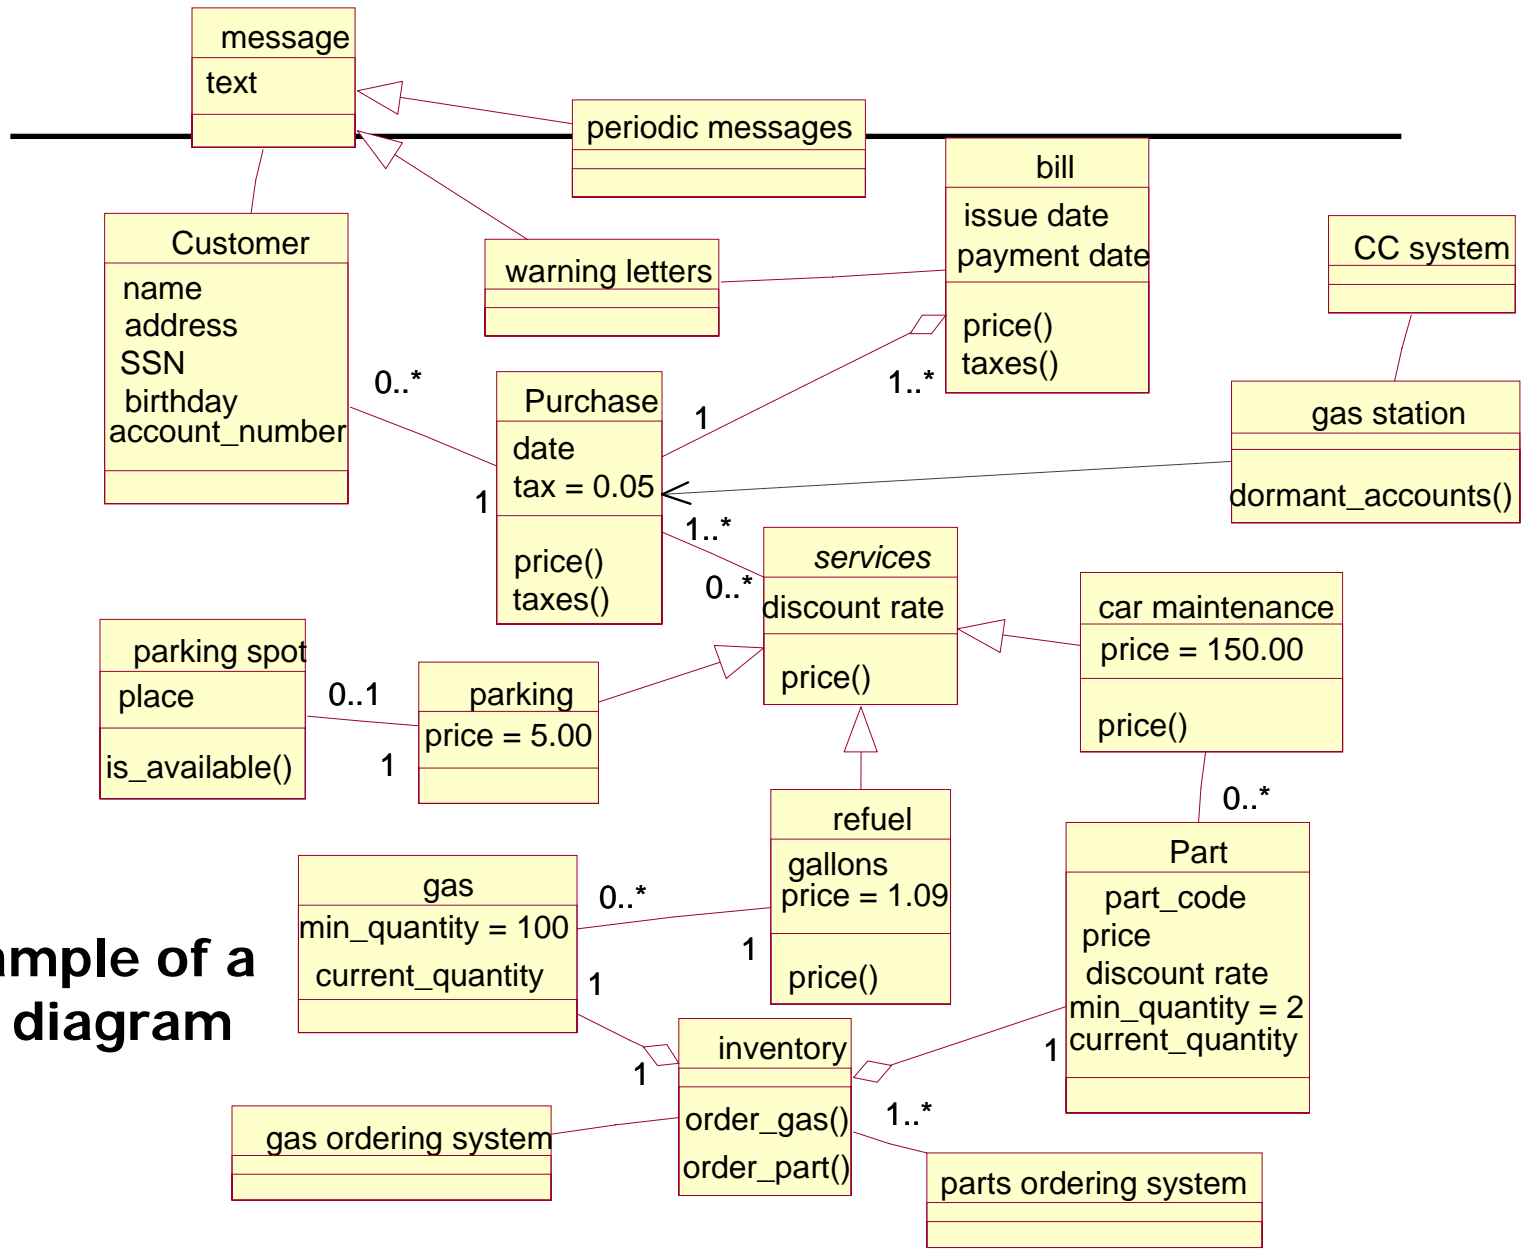 message
text
periodic messages
bill
issue date
payment date
price()
taxes()
CC system
Customer
name
address
SSN
birthday
account_number
warning letters
0..*
1
Purchase
date
tax = 0.05
price()
taxes()
1
1..*
gas station
dormant_accounts()
1..*
0..*
services
discount rate
price()
car maintenance
price = 150.00
price()
parking spot
place
is_available()
0..1
1
parking
price = 5.00
refuel
gallons
price = 1.09
price()
0..*
Part
part_code
price
discount rate
min_quantity = 2
current_quantity
gas
min_quantity = 100
current_quantity
0..*
1
1
1
ample of a
diagram
inventory
order_gas()
order_part()
1
1..*
gas ordering system
parts ordering system